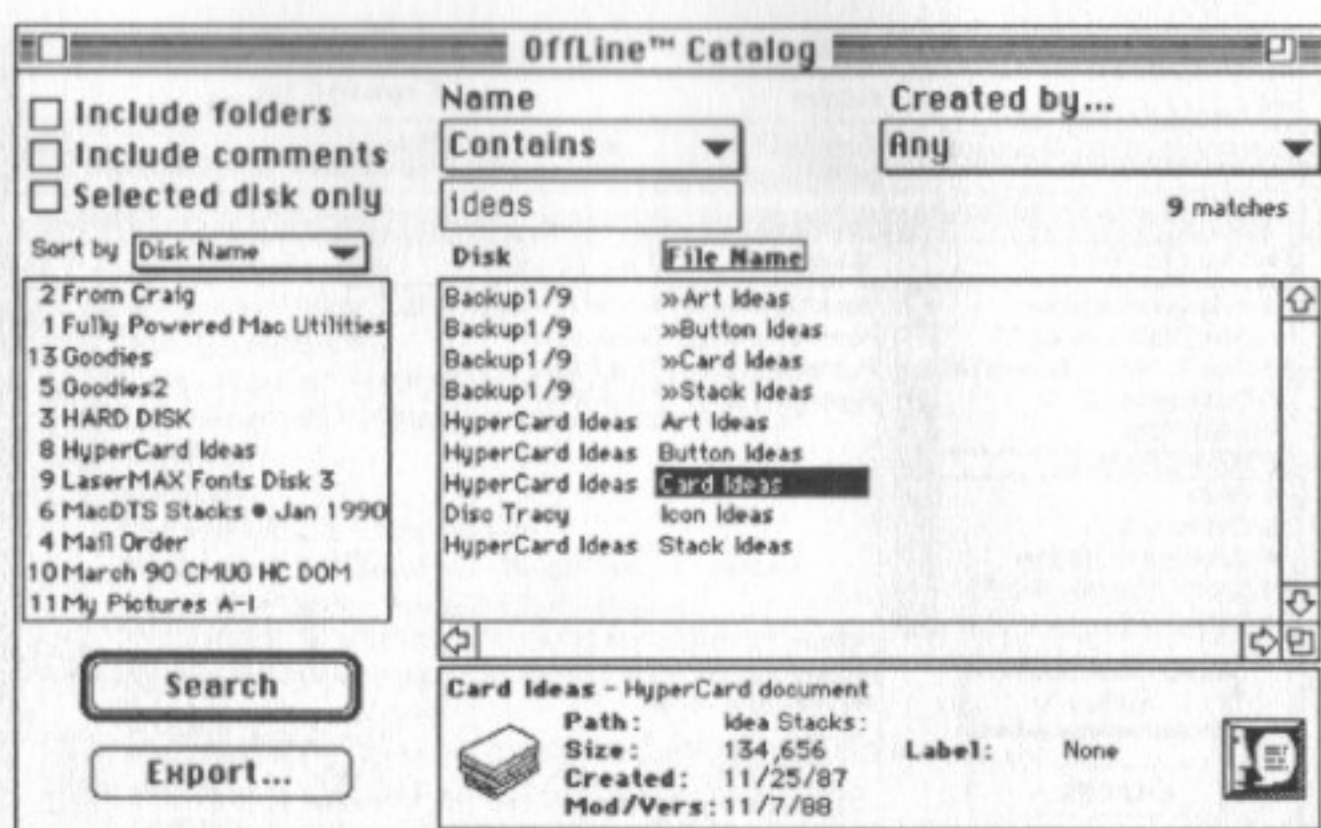 OffLine™ Catalog
Include folders
Include comments
Selected disk only
Name
Contains
ideas
Created by...
Any
9 matches
Sort by Disk Name
2 From Craig
1 Fully Powered Mac Utilities
13 Goodies
5 Goodies2
3 HARD DISK
8 HyperCard Ideas
9 LaserMAX Fonts Disk 3
6 MacDTS Stacks • Jan 1990
4 Mail Order
10 March 90 CMUG HC DOM
11 My Pictures A-I
Search
Export...
Disk File Name
Backup1/9 »Art Ideas
Backup1/9 »Button Ideas
Backup1/9 »Card Ideas
Backup1/9 »Stack Ideas
HyperCard Ideas Art Ideas
HyperCard Ideas Button Ideas
HyperCard Ideas Card Ideas
Disc Tracy Icon Ideas
HyperCard Ideas Stack Ideas
Card Ideas - HyperCard document
Path: Idea Stacks:
Size: 134,656 Label: None
Created: 11/25/87
Mod/Vers: 11/7/88